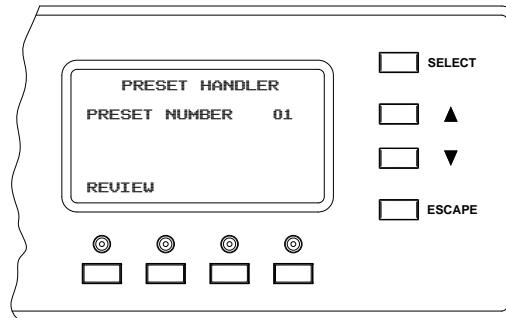 PRESET HANDLER
PRESET NUMBER 01
REVIEW
SELECT
▲
▼
ESCAPE